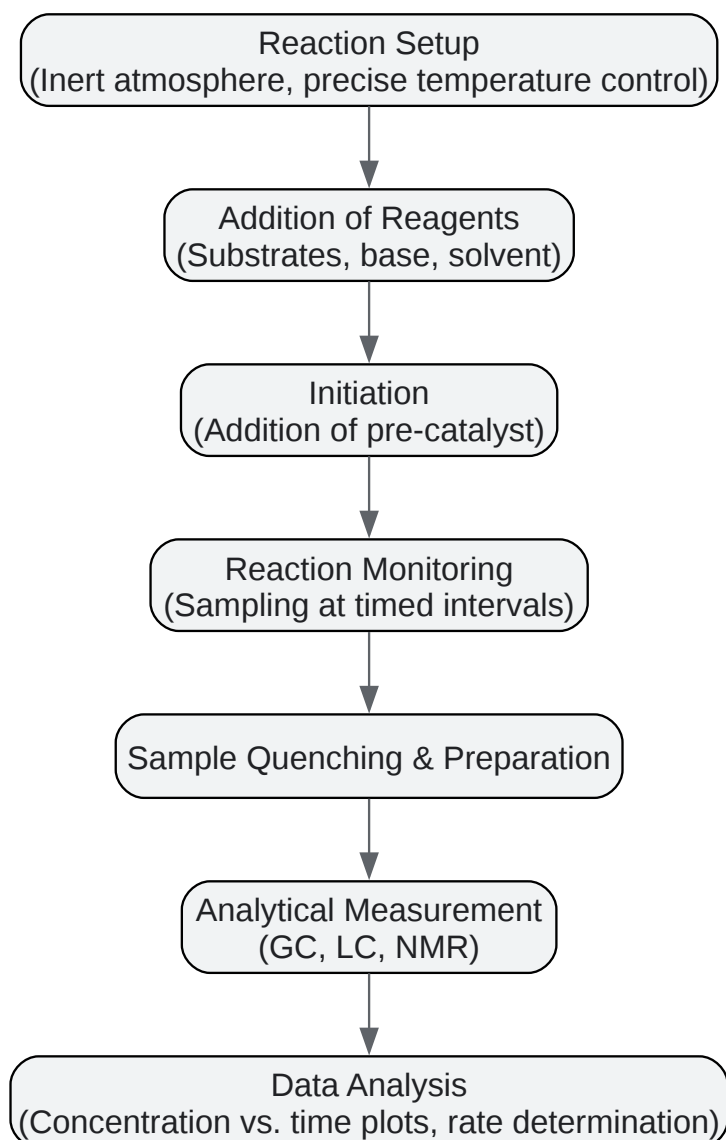 Reaction Setup
(Inert atmosphere, precise temperature control)
Addition of Reagents
(Substrates, base, solvent)
Initiation
(Addition of pre-catalyst)
Reaction Monitoring
(Sampling at timed intervals)
Sample Quenching & Preparation
Analytical Measurement
(GC, LC, NMR)
Data Analysis
(Concentration vs. time plots, rate determination)